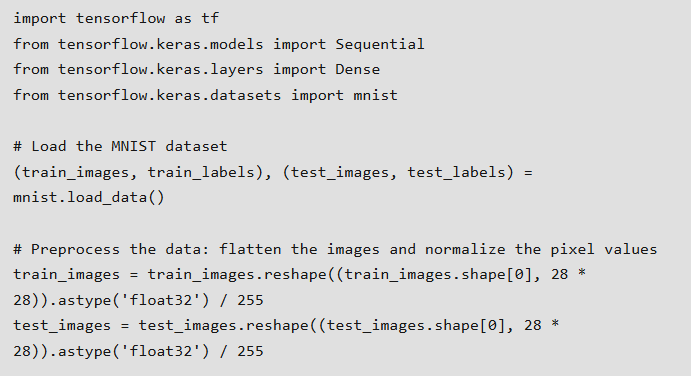 import tensorflow as tf
from tensorflow.keras.models import Sequential
from tensorflow.keras.layers import Dense
from tensorflow.keras.datasets import mnist
# Load the MNIST dataset
(train_images, train_labels), (test_images, test_labels) =
mnist.load_data()
# Preprocess the data: flatten the images and normalize the pixel values
train_images = train_images.reshape((train_images.shape[0], 28 *
28)).astype('float32') / 255
test_images = test_images.reshape((test_images.shape[0], 28 *
28)).astype('float32') / 255